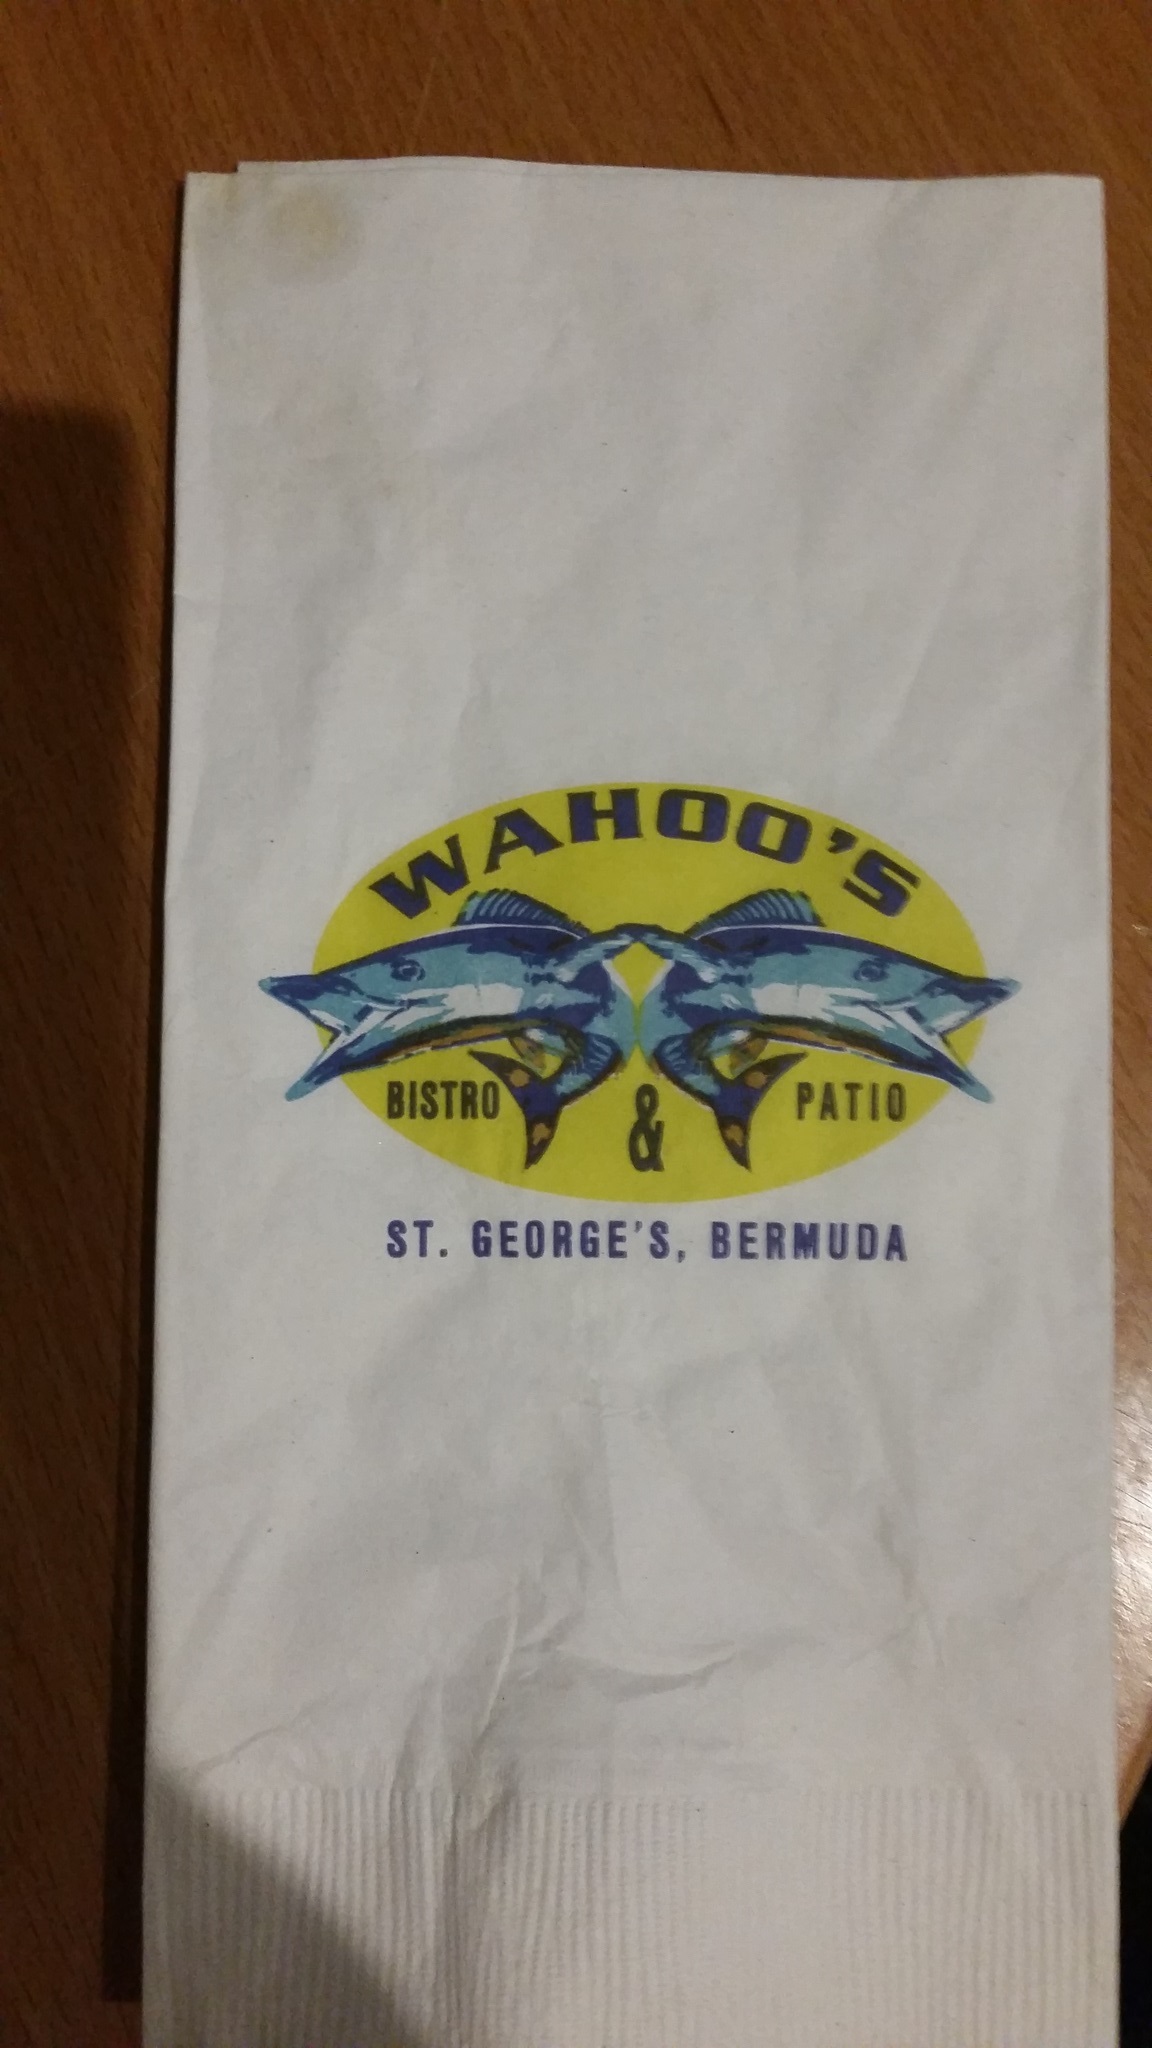 WAHOO'S
BISTRO & PATIO
ST. GEORGE'S, BERMUDA